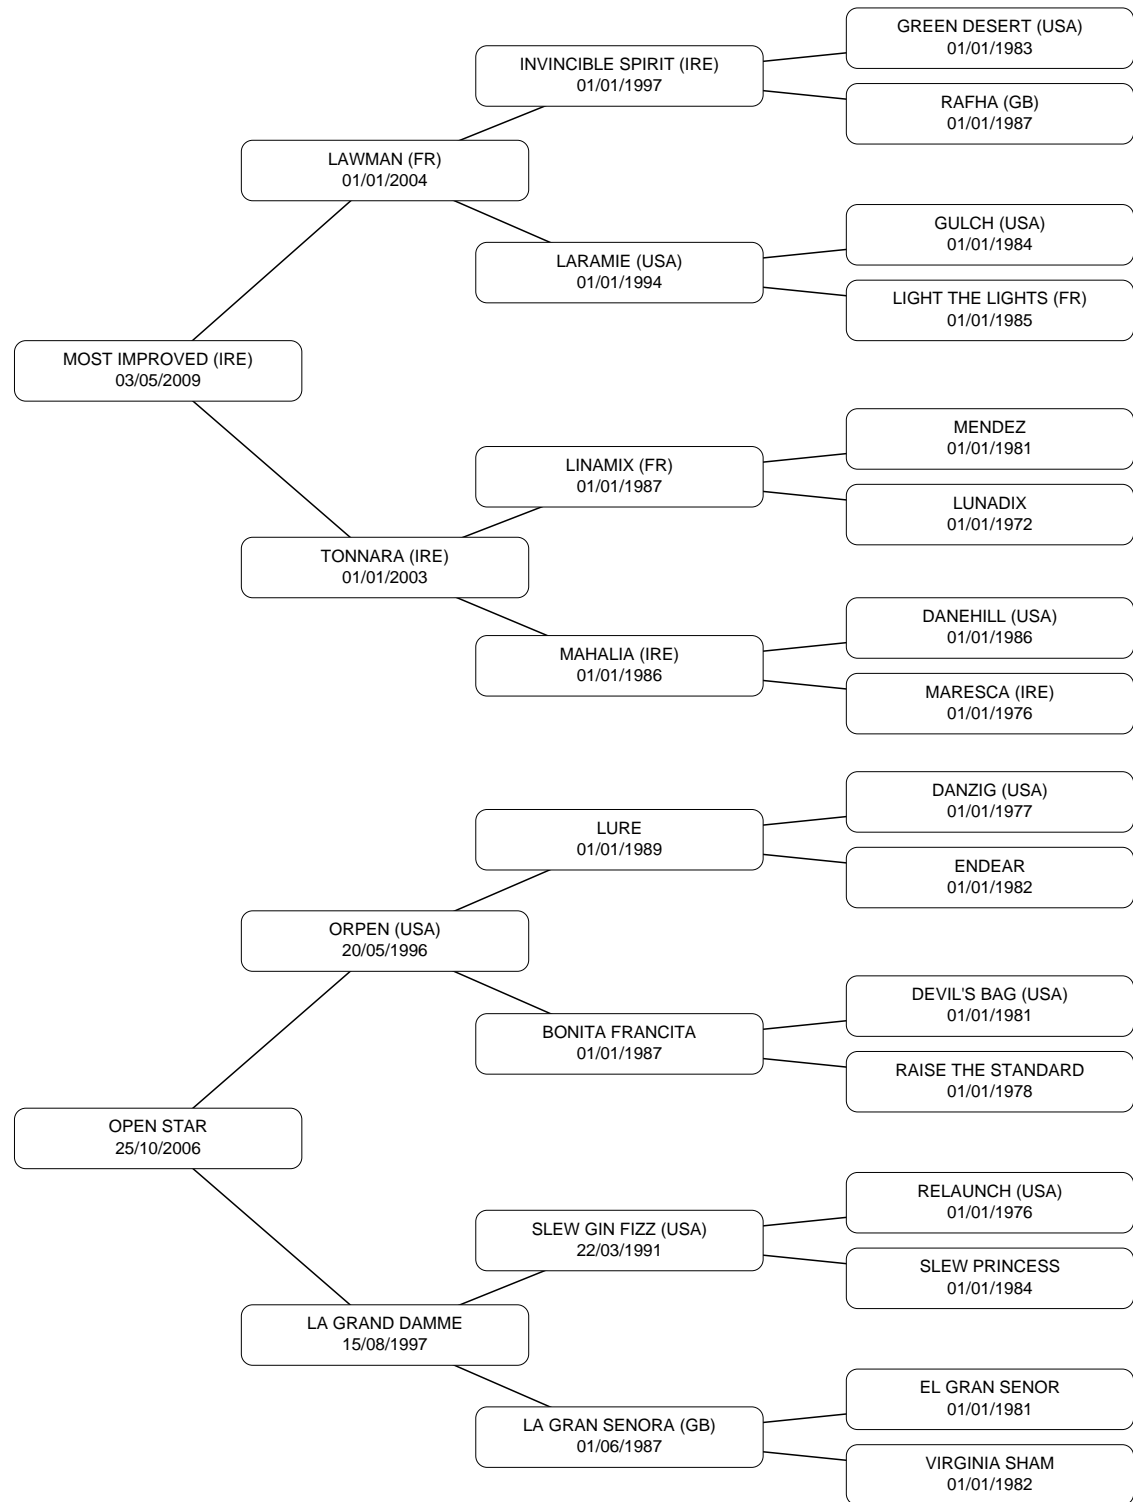 GREEN DESERT (USA)
01/01/1983
INVINCIBLE SPIRIT (IRE)
01/01/1997
RAFHA (GB)
01/01/1987
LAWMAN (FR)
01/01/2004
GULCH (USA)
01/01/1984
LARAMIE (USA)
01/01/1994
LIGHT THE LIGHTS (FR)
01/01/1985
MOST IMPROVED (IRE)
03/05/2009
MENDEZ
01/01/1981
LINAMIX (FR)
01/01/1987
LUNADIX
01/01/1972
TONNARA (IRE)
01/01/2003
DANEHILL (USA)
01/01/1986
MAHALIA (IRE)
01/01/1986
MARESCA (IRE)
01/01/1976
DANZIG (USA)
01/01/1977
LURE
01/01/1989
ENDEAR
01/01/1982
ORPEN (USA)
20/05/1996
DEVIL'S BAG (USA)
01/01/1981
BONITA FRANCITA
01/01/1987
RAISE THE STANDARD
01/01/1978
OPEN STAR
25/10/2006
RELAUNCH (USA)
01/01/1976
SLEW GIN FIZZ (USA)
22/03/1991
SLEW PRINCESS
01/01/1984
LA GRAND DAMME
15/08/1997
EL GRAN SENOR
01/01/1981
LA GRAN SENORA (GB)
01/06/1987
VIRGINIA SHAM
01/01/1982